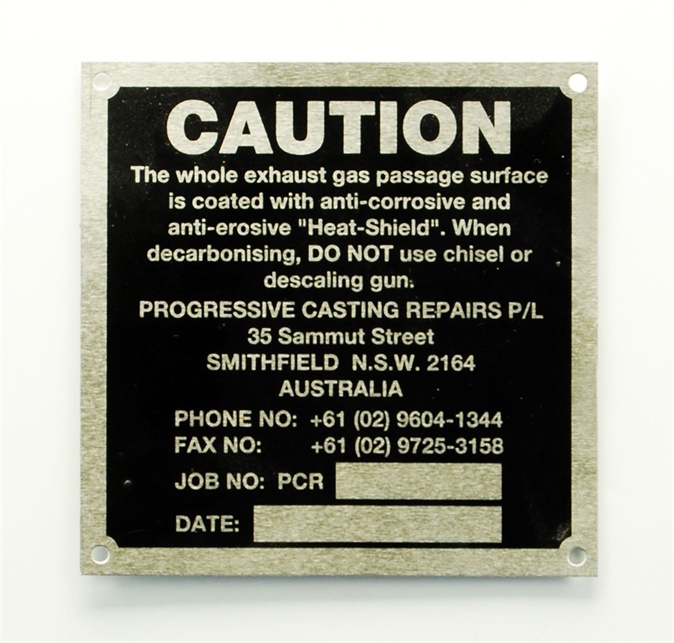 CAUTION
The whole exhaust gas passage surface
is coated with anti-corrosive and
anti-erosive "Heat-Shield". When
decarbonising, DO NOT use chisel or
descaling gun.
PROGRESSIVE CASTING REPAIRS P/L
35 Sammut Street
SMITHFIELD N.S.W. 2164
AUSTRALIA
PHONE NO: +61 (02) 9604-1344
FAX NO: +61 (02) 9725-3158
JOB NO: PCR
DATE: